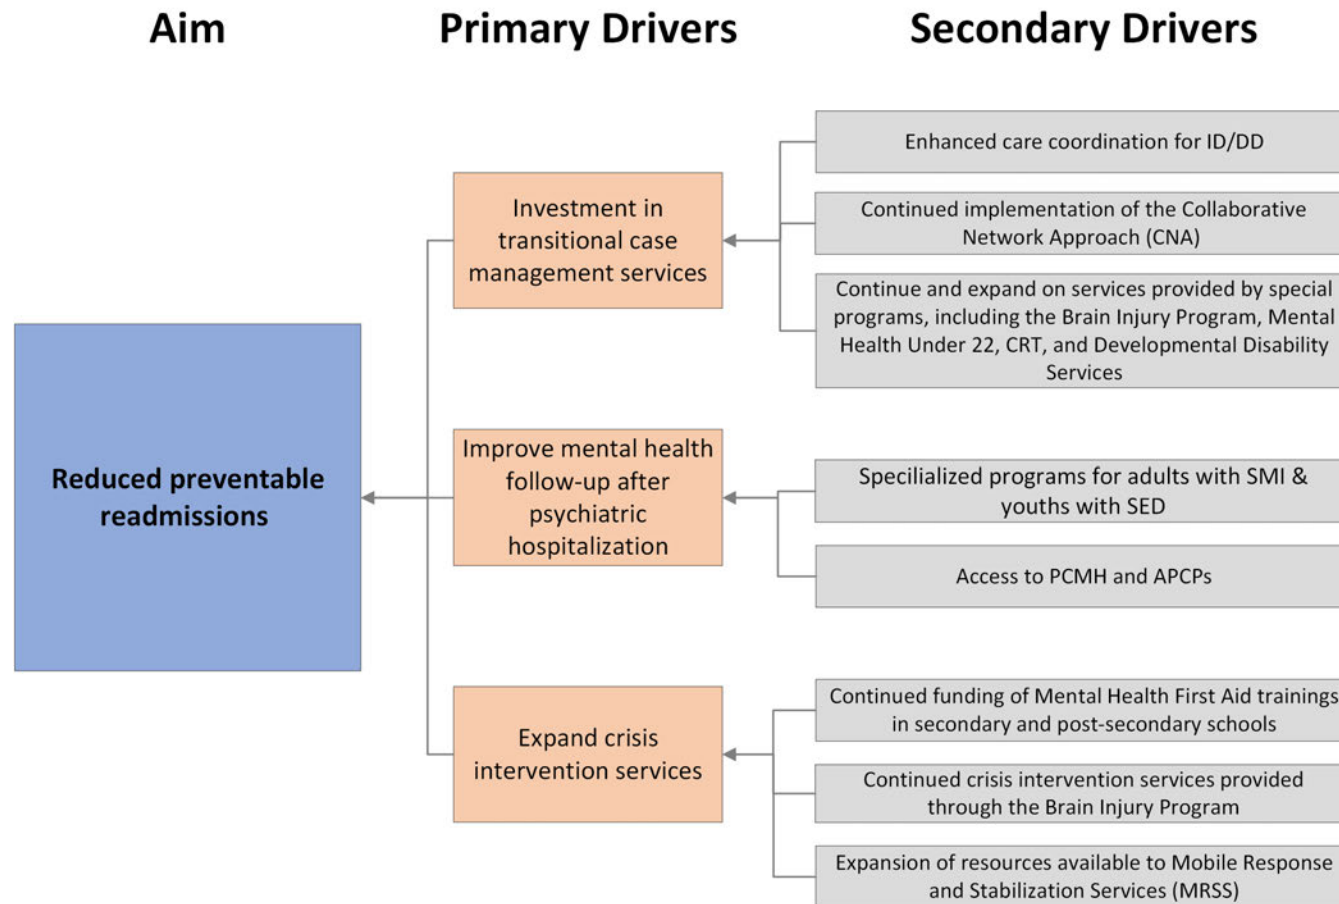 Aim
Primary Drivers
Secondary Drivers
Reduced preventable
readmissions
Investment in
transitional case
management services
Enhanced care coordination for ID/DD
Continued implementation of the Collaborative
Network Approach (CNA)
Continue and expand on services provided by special
programs, including the Brain Injury Program, Mental
Health Under 22, CRT, and Developmental Disability
Services
Improve mental health
follow-up after
psychiatric
hospitalization
Specilialized programs for adults with SMI &
youths with SED
Access to PCMH and APCPs
Expand crisis
intervention services
Continued funding of Mental Health First Aid trainings
in secondary and post-secondary schools
Continued crisis intervention services provided
through the Brain Injury Program
Expansion of resources available to Mobile Response
and Stabilization Services (MRSS)